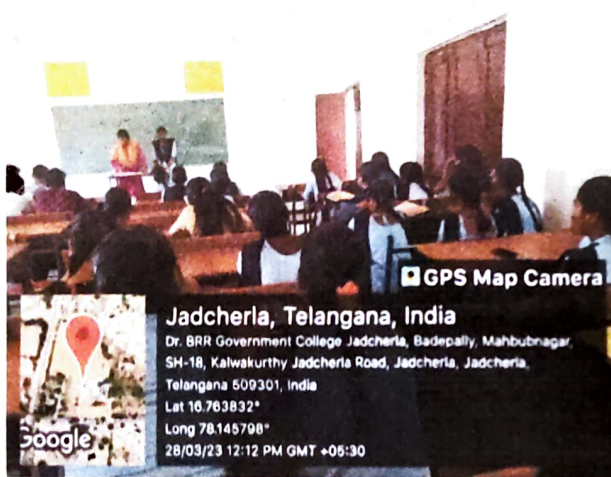 GPS Map Camera
Jadcherla, Telangana, India
Dr. BRR Government College Jadcherla, Badepally, Mahbubnagar,
SH-18, Kalwakurthy Jadcherla Road, Jadcherla, Jadcherla,
Telangana 509301, India
Lat 16.763832°
Long 78.145798°
28/03/23 12:12 PM GMT +05:30
Google